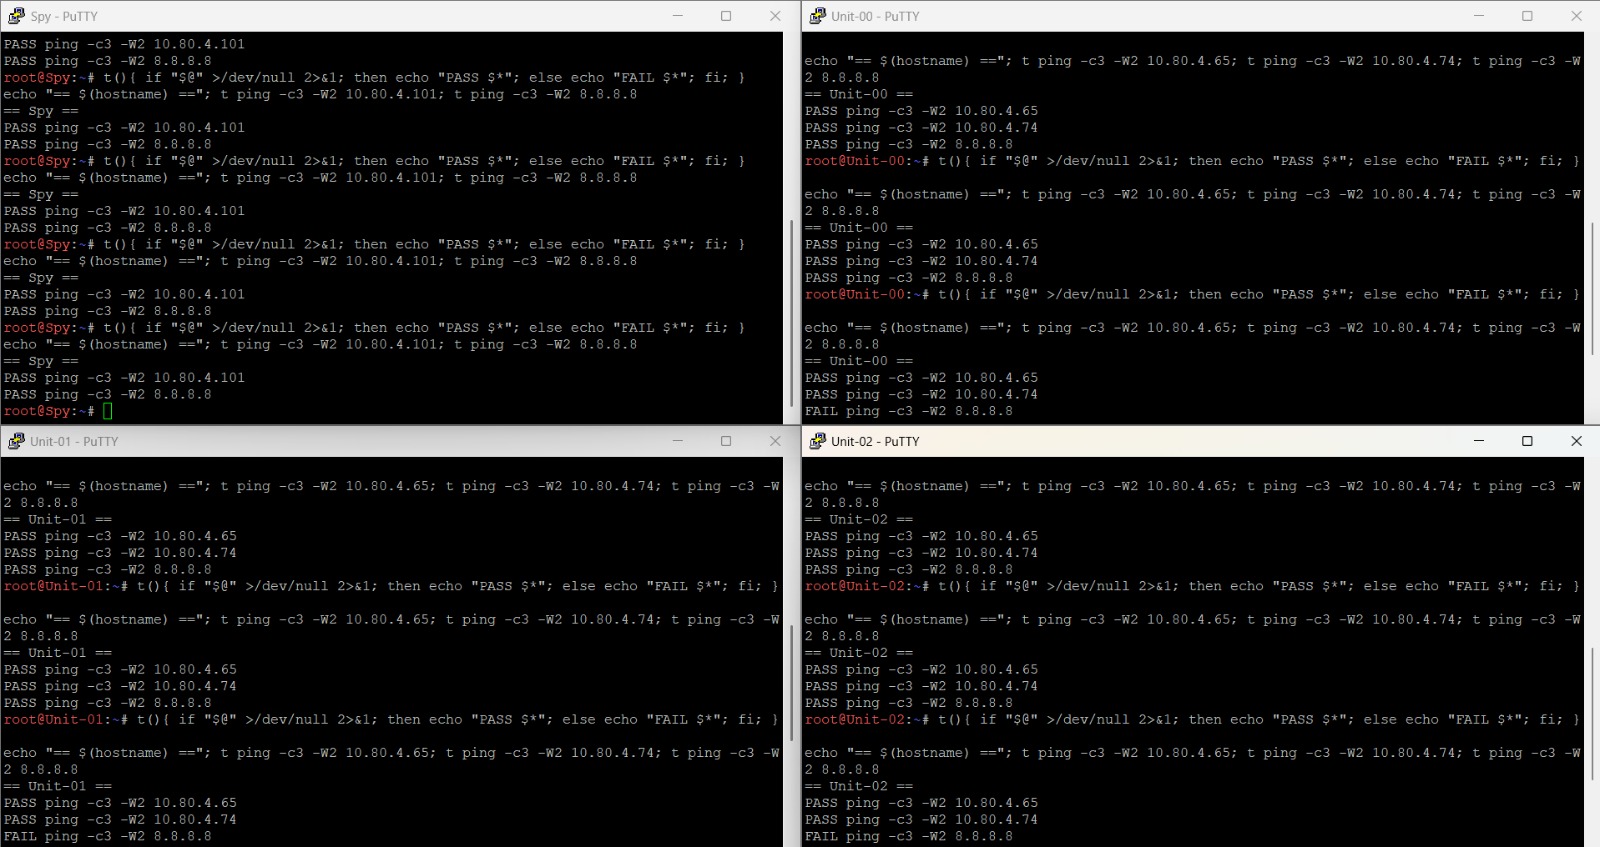 Spy - PuTTY
PASS ping -c3 -W2 10.80.4.101
PASS ping -c3 -W2 8.8.8.8
root@Spy:~# t(){ if "$@" >/dev/null 2>&1; then echo "PASS $*"; else echo "FAIL $*"; fi; }
echo "== $(hostname) =="; t ping -c3 -W2 10.80.4.101; t ping -c3 -W2 8.8.8.8
== Spy ==
PASS ping -c3 -W2 10.80.4.101
PASS ping -c3 -W2 8.8.8.8
root@Spy:~# t(){ if "$@" >/dev/null 2>&1; then echo "PASS $*"; else echo "FAIL $*"; fi; }
echo "== $(hostname) =="; t ping -c3 -W2 10.80.4.101; t ping -c3 -W2 8.8.8.8
== Spy ==
PASS ping -c3 -W2 10.80.4.101
PASS ping -c3 -W2 8.8.8.8
root@Spy:~# t(){ if "$@" >/dev/null 2>&1; then echo "PASS $*"; else echo "FAIL $*"; fi; }
echo "== $(hostname) =="; t ping -c3 -W2 10.80.4.101; t ping -c3 -W2 8.8.8.8
== Spy ==
PASS ping -c3 -W2 10.80.4.101
PASS ping -c3 -W2 8.8.8.8
root@Spy:~# t(){ if "$@" >/dev/null 2>&1; then echo "PASS $*"; else echo "FAIL $*"; fi; }
echo "== $(hostname) =="; t ping -c3 -W2 10.80.4.101; t ping -c3 -W2 8.8.8.8
== Spy ==
PASS ping -c3 -W2 10.80.4.101
PASS ping -c3 -W2 8.8.8.8
root@Spy:~#
Unit-00 - PuTTY
echo "== $(hostname) =="; t ping -c3 -W2 10.80.4.65; t ping -c3 -W2 10.80.4.74; t ping -c3 -W
2 8.8.8.8
== Unit-00 ==
PASS ping -c3 -W2 10.80.4.65
PASS ping -c3 -W2 10.80.4.74
PASS ping -c3 -W2 8.8.8.8
root@Unit-00:~# t(){ if "$@" >/dev/null 2>&1; then echo "PASS $*"; else echo "FAIL $*"; fi; }
echo "== $(hostname) =="; t ping -c3 -W2 10.80.4.65; t ping -c3 -W2 10.80.4.74; t ping -c3 -W
2 8.8.8.8
== Unit-00 ==
PASS ping -c3 -W2 10.80.4.65
PASS ping -c3 -W2 10.80.4.74
PASS ping -c3 -W2 8.8.8.8
root@Unit-00:~# t(){ if "$@" >/dev/null 2>&1; then echo "PASS $*"; else echo "FAIL $*"; fi; }
echo "== $(hostname) =="; t ping -c3 -W2 10.80.4.65; t ping -c3 -W2 10.80.4.74; t ping -c3 -W
2 8.8.8.8
== Unit-00 ==
PASS ping -c3 -W2 10.80.4.65
PASS ping -c3 -W2 10.80.4.74
FAIL ping -c3 -W2 8.8.8.8
Unit-01 - PuTTY
echo "== $(hostname) =="; t ping -c3 -W2 10.80.4.65; t ping -c3 -W2 10.80.4.74; t ping -c3 -W
2 8.8.8.8
== Unit-01 ==
PASS ping -c3 -W2 10.80.4.65
PASS ping -c3 -W2 10.80.4.74
PASS ping -c3 -W2 8.8.8.8
root@Unit-01:~# t(){ if "$@" >/dev/null 2>&1; then echo "PASS $*"; else echo "FAIL $*"; fi; }
echo "== $(hostname) =="; t ping -c3 -W2 10.80.4.65; t ping -c3 -W2 10.80.4.74; t ping -c3 -W
2 8.8.8.8
== Unit-01 ==
PASS ping -c3 -W2 10.80.4.65
PASS ping -c3 -W2 10.80.4.74
PASS ping -c3 -W2 8.8.8.8
root@Unit-01:~# t(){ if "$@" >/dev/null 2>&1; then echo "PASS $*"; else echo "FAIL $*"; fi; }
echo "== $(hostname) =="; t ping -c3 -W2 10.80.4.65; t ping -c3 -W2 10.80.4.74; t ping -c3 -W
2 8.8.8.8
== Unit-01 ==
PASS ping -c3 -W2 10.80.4.65
PASS ping -c3 -W2 10.80.4.74
FAIL ping -c3 -W2 8.8.8.8
Unit-02 - PuTTY
echo "== $(hostname) =="; t ping -c3 -W2 10.80.4.65; t ping -c3 -W2 10.80.4.74; t ping -c3 -W
2 8.8.8.8
== Unit-02 ==
PASS ping -c3 -W2 10.80.4.65
PASS ping -c3 -W2 10.80.4.74
PASS ping -c3 -W2 8.8.8.8
root@Unit-02:~# t(){ if "$@" >/dev/null 2>&1; then echo "PASS $*"; else echo "FAIL $*"; fi; }
echo "== $(hostname) =="; t ping -c3 -W2 10.80.4.65; t ping -c3 -W2 10.80.4.74; t ping -c3 -W
2 8.8.8.8
== Unit-02 ==
PASS ping -c3 -W2 10.80.4.65
PASS ping -c3 -W2 10.80.4.74
PASS ping -c3 -W2 8.8.8.8
root@Unit-02:~# t(){ if "$@" >/dev/null 2>&1; then echo "PASS $*"; else echo "FAIL $*"; fi; }
echo "== $(hostname) =="; t ping -c3 -W2 10.80.4.65; t ping -c3 -W2 10.80.4.74; t ping -c3 -W
2 8.8.8.8
== Unit-02 ==
PASS ping -c3 -W2 10.80.4.65
PASS ping -c3 -W2 10.80.4.74
FAIL ping -c3 -W2 8.8.8.8